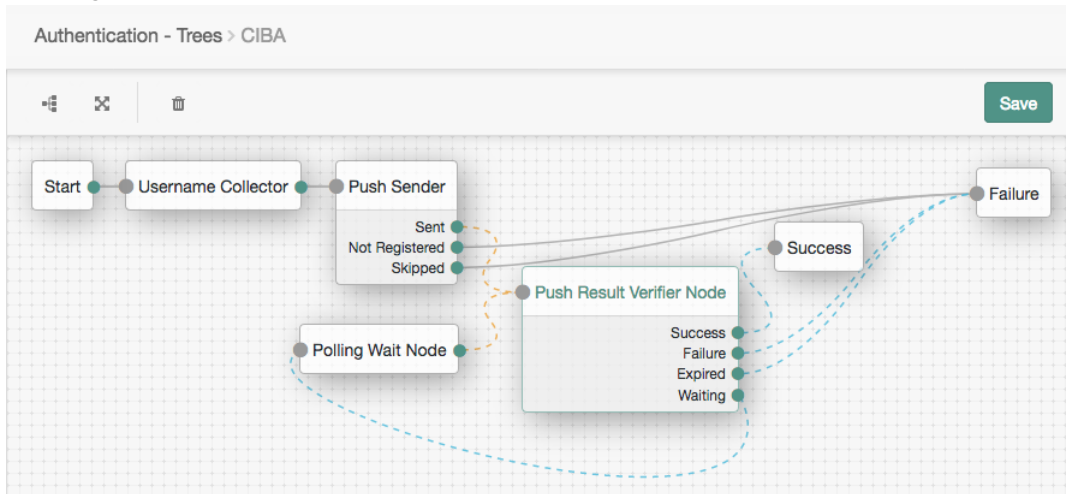 Authentication - Trees > CIBA
Save
Start
Username Collector
Push Sender
Sent
Not Registered
Skipped
Failure
Success
Push Result Verifier Node
Success
Failure
Expired
Waiting
Polling Wait Node